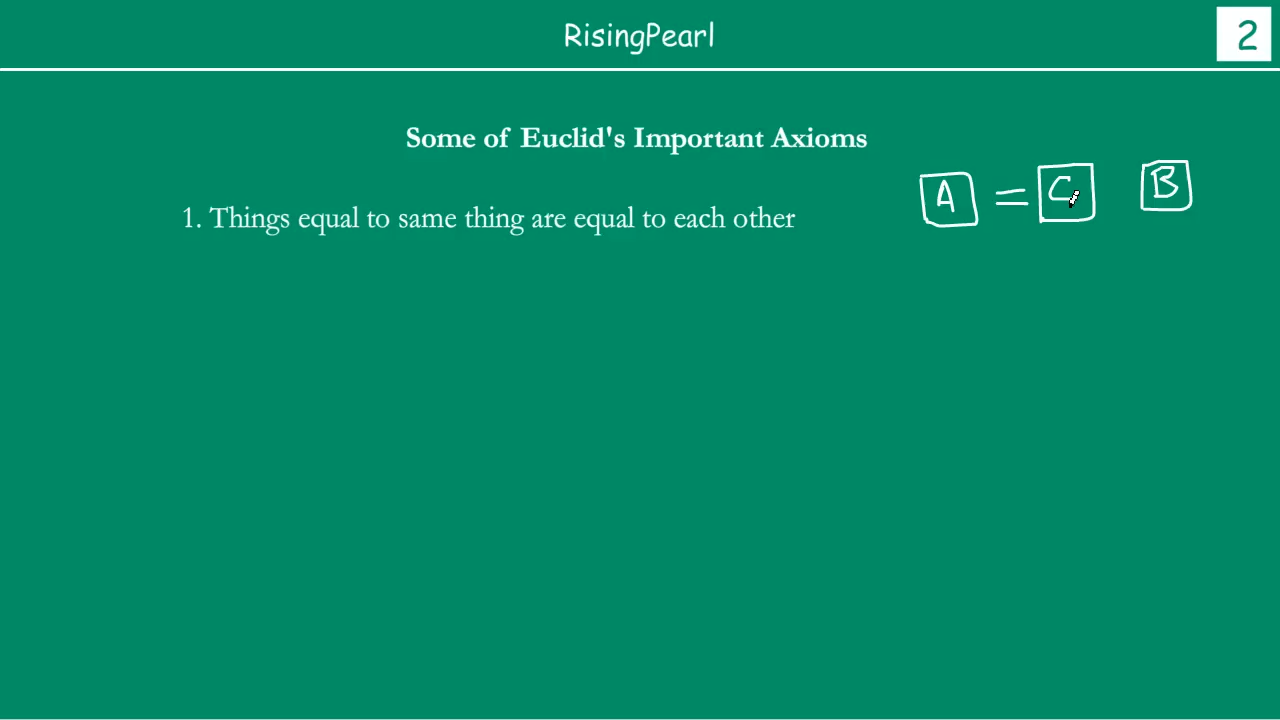 RisingPearl
2
Some of Euclid's Important Axioms
1. Things equal to same thing are equal to each other
A = C B